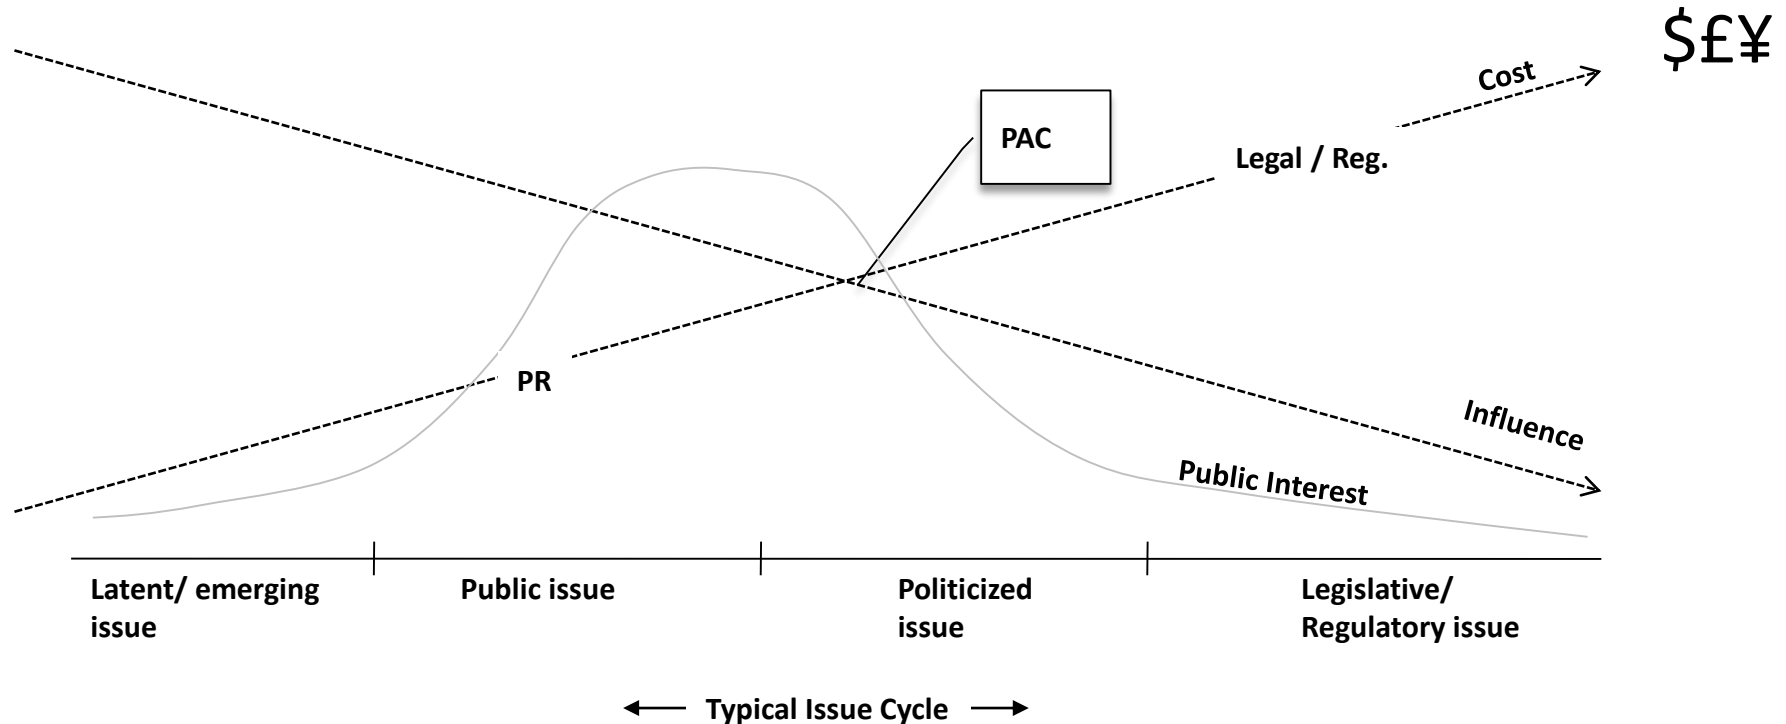 $£¥
Cost
PAC
Legal / Reg.
PR
Influence
Public Interest
Latent/ emerging
issue
Public issue
Politicized
issue
Legislative/
Regulatory issue
Typical Issue Cycle